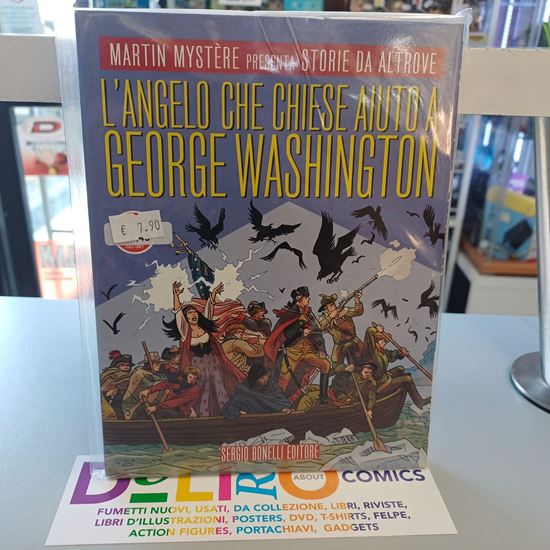 MARTIN MYSTÈRE PRESENTA STORIE DA ALTROVE
L'ANGELO CHE CHIESE AIUTO A
GEORGE WASHINGTON
€ 7.90
SERGIO BONELLI EDITORE
ABOUT
COMICS
FUMETTI NUOVI, USATI, DA COLLEZIONE, LIBRI, RIVISTE,
LIBRI D'ILLUSTRAZIONI, POSTERS, DVD, T-SHIRTS, FELPE,
ACTION FIGURES, PORTACHIAVI, GADGETS